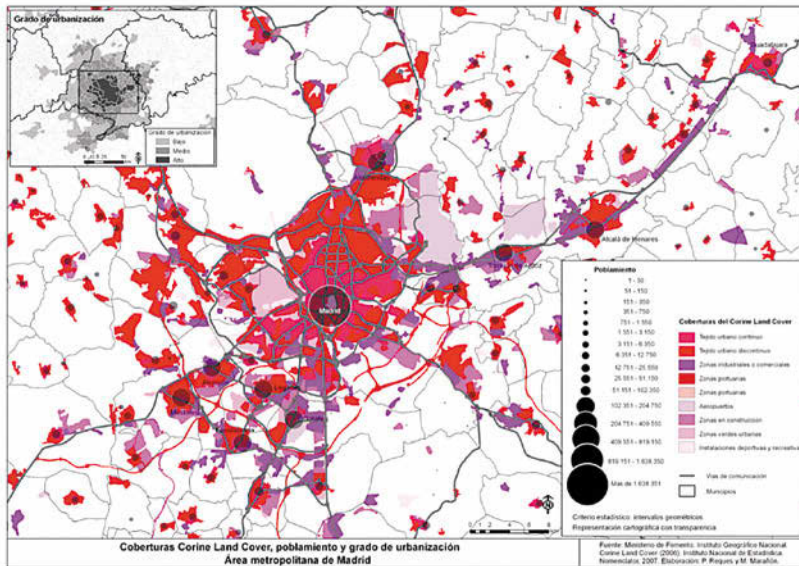 Grado de urbanización
Grado de urbanización
Bajo
Medio
Alto
Guadalajara
Alcalá de Henares
Madrid
Poblamiento
1 - 50
51 - 150
151 - 350
351 - 750
751 - 1.550
1.551 - 3.150
3.151 - 6.350
6.351 - 12.750
12.751 - 25.550
25.551 - 51.150
51.151 - 102.350
102.351 - 204.750
204.751 - 409.550
409.551 - 819.150
819.151 - 1.638.350
Mas de 1.638.351
Coberturas del Corine Land Cover
Tejido urbano continuo
Tejido urbano discontinuo
Zonas industriales o comerciales
Zonas portuarias
Zonas portuarias
Aeropuertos
Zonas en construcción
Zonas verdes urbanas
Instalaciones deportivas y recreativas
Vías de comunicación
Municipios
Criterio estadístico: intervalos geométricos
Representación cartográfica con transparencia
N
Coberturas Corine Land Cover, poblamiento y grado de urbanización
Área metropolitana de Madrid
Fuente: Ministerio de Fomento. Instituto Geográfico Nacional.
Corine Land Cover (2006). Instituto Nacional de Estadística.
Nomenclator, 2007. Elaboración: P. Reques y M. Marañón.